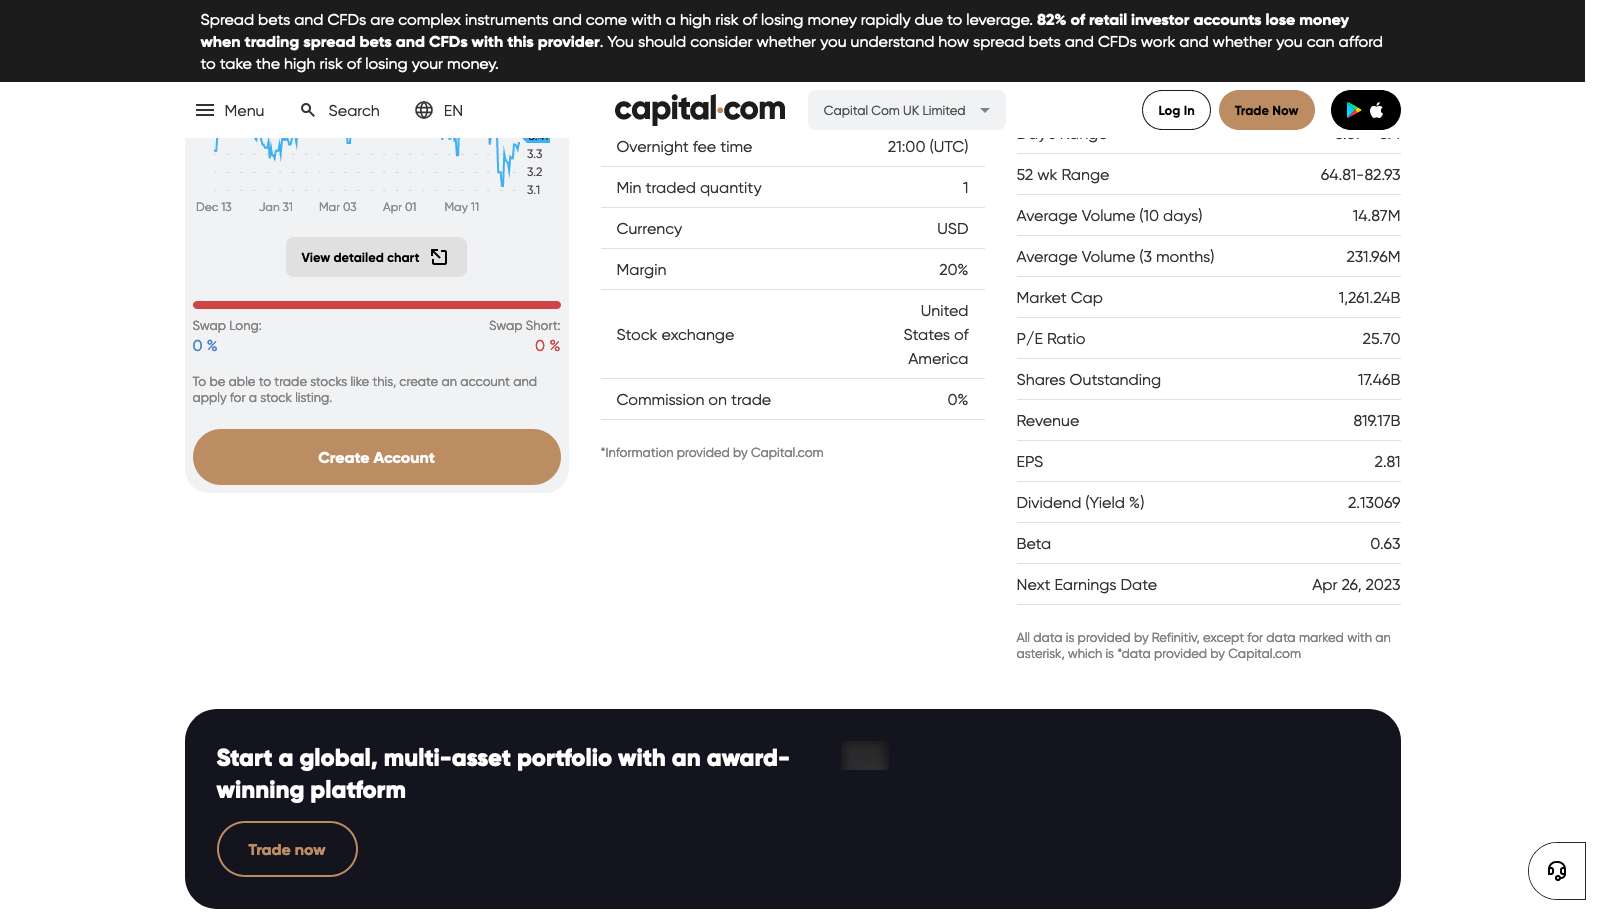 Spread bets and CFDs are complex instruments and come with a high risk of losing money rapidly due to leverage. 82% of retail investor accounts lose money
when trading spread bets and CFDs with this provider. You should consider whether you understand how spread bets and CFDs work and whether you can afford
to take the high risk of losing your money.
Menu
Search
EN
capital.com
Capital Com UK Limited
Log In
Trade Now
3.3
3.2
3.1
Dec 13 Jan 31 Mar 03 Apr 01 May 11
View detailed chart
Swap Long: Swap Short:
0 % 0 %
To be able to trade stocks like this, create an account and
apply for a stock listing.
Create Account
Overnight fee time 21:00 (UTC)
Min traded quantity 1
Currency USD
Margin 20%
Stock exchange United
States of
America
Commission on trade 0%
*Information provided by Capital.com
52 wk Range 64.81-82.93
Average Volume (10 days) 14.87M
Average Volume (3 months) 231.96M
Market Cap 1,261.24B
P/E Ratio 25.70
Shares Outstanding 17.46B
Revenue 819.17B
EPS 2.81
Dividend (Yield %) 2.13069
Beta 0.63
Next Earnings Date Apr 26, 2023
All data is provided by Refinitiv, except for data marked with an
asterisk, which is *data provided by Capital.com
Start a global, multi-asset portfolio with an award-
winning platform
Trade now